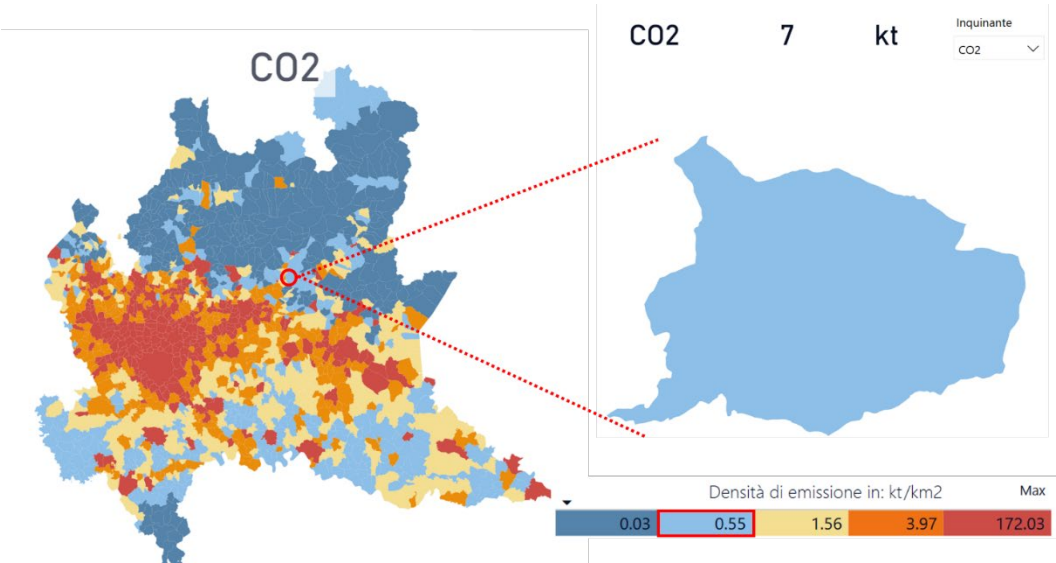 CO2
CO2 7 kt
Inquinante
CO2
Densità di emissione in: kt/km2 Max
0.03 0.55 1.56 3.97 172.03